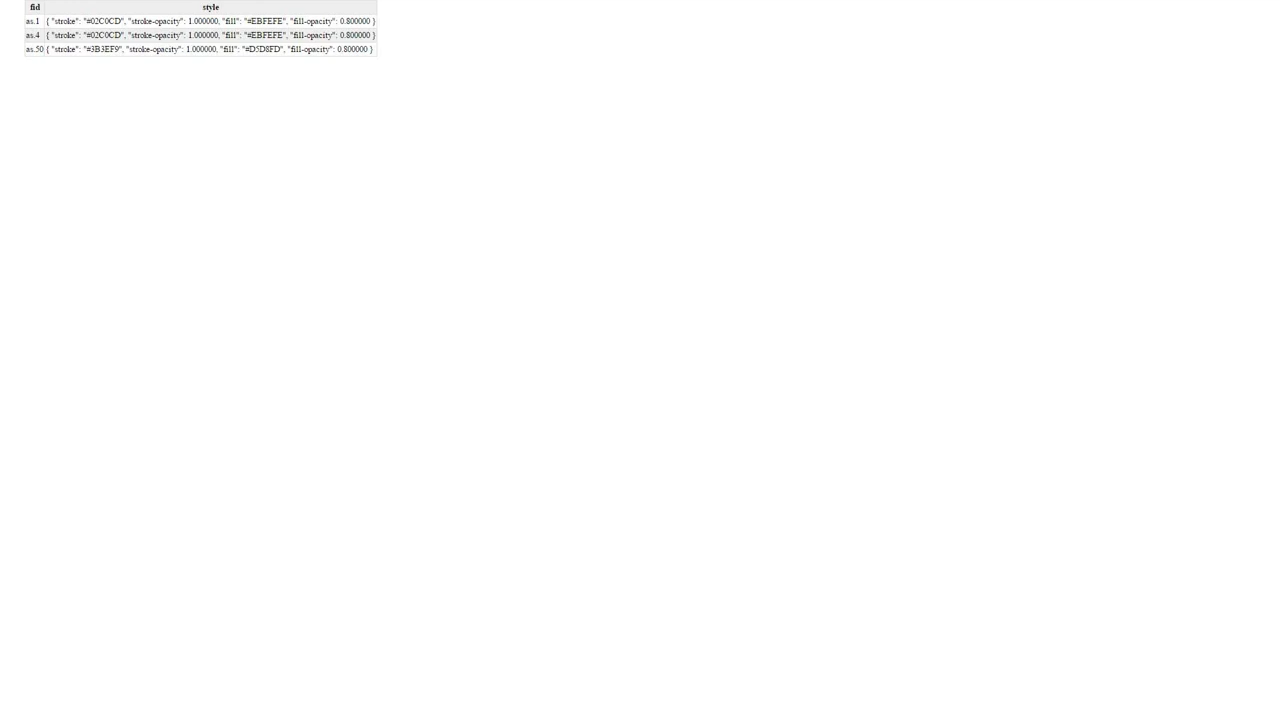 fid style
as.1 { "stroke": "#02C0CD", "stroke-opacity": 1.000000, "fill": "#EBFEFE", "fill-opacity": 0.800000 }
as.4 { "stroke": "#02C0CD", "stroke-opacity": 1.000000, "fill": "#EBFEFE", "fill-opacity": 0.800000 }
as.50 { "stroke": "#3B3EF9", "stroke-opacity": 1.000000, "fill": "#D5D8FD", "fill-opacity": 0.800000 }